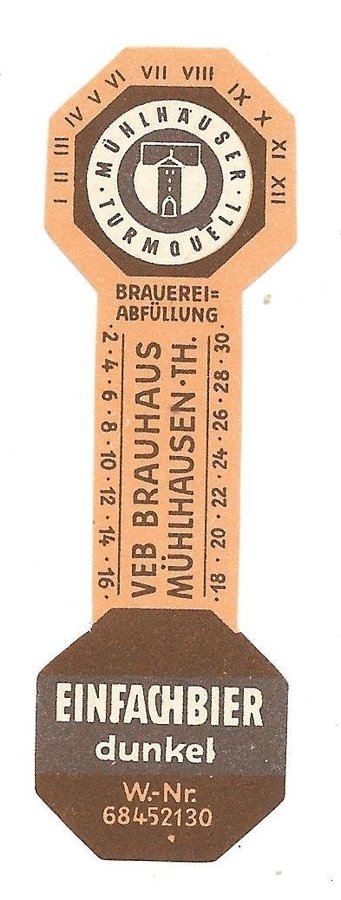 I II III IV V VI VII VIII IX X XI XII
· MÜHLHÄUSER ·
TURMQUELL
BRAUEREI=
ABFÜLLUNG
· 2 · 4 · 6 · 8 · 10 · 12 · 14 · 16 ·
VEB BRAUHAUS
MÜHLHAUSEN · TH.
· 18 · 20 · 22 · 24 · 26 · 28 · 30 ·
EINFACHBIER
dunkel
W.-Nr.
68452130